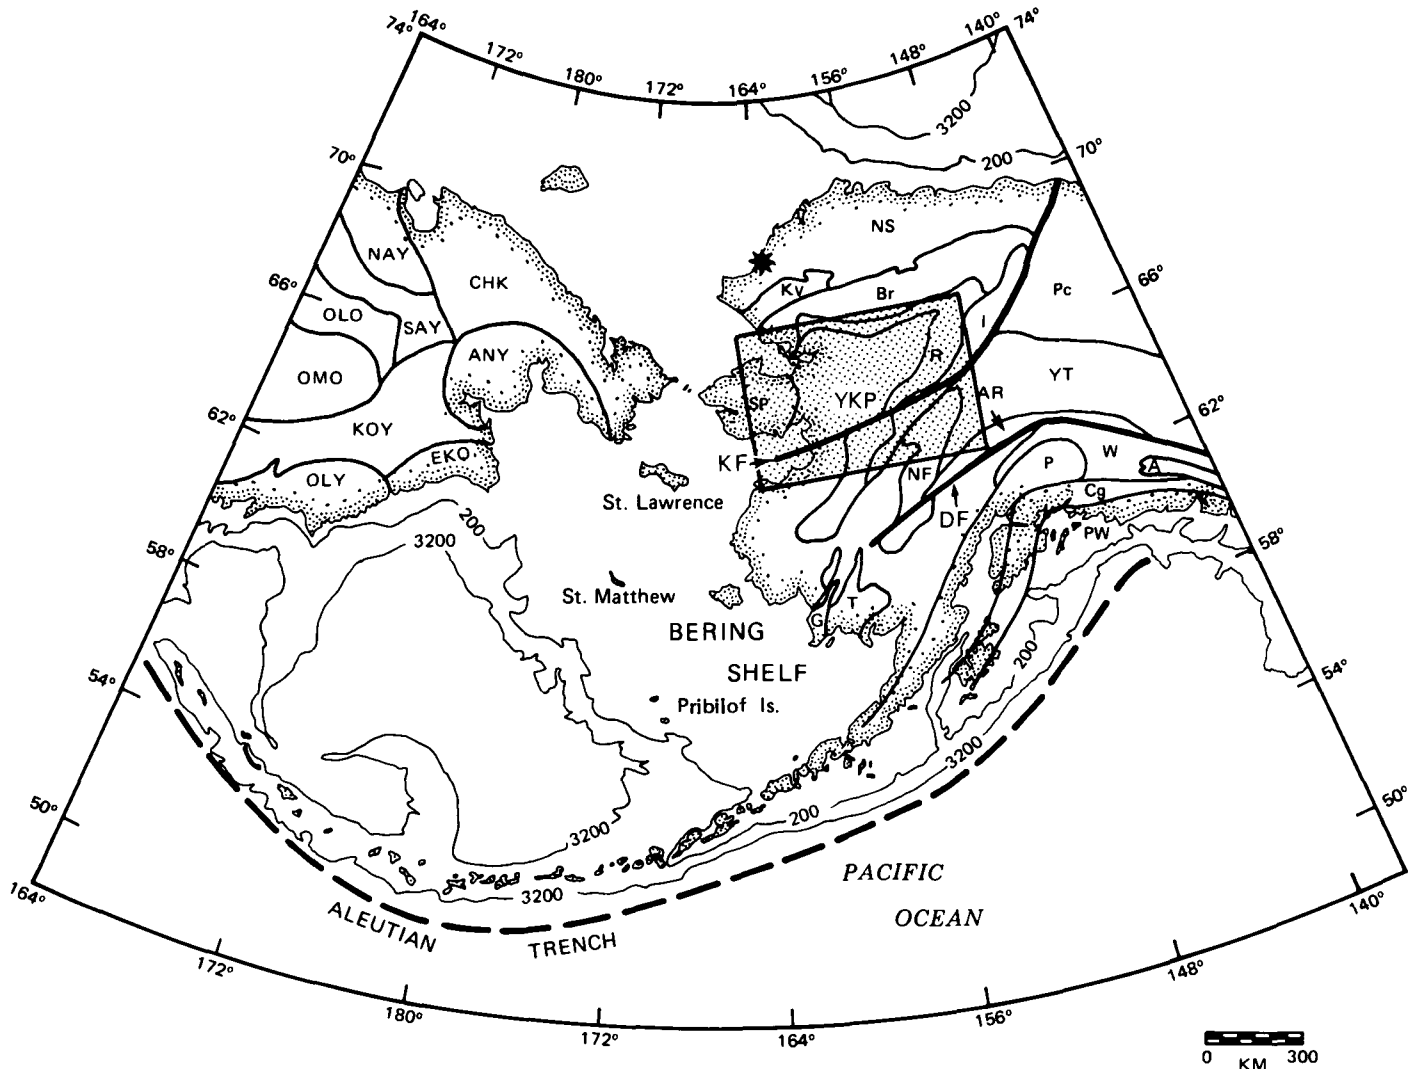 164°
74°
172°
180°
172°
164°
156°
148°
140°
74°
3200
200
70°
70°
NS
NAY
CHK
66°
66°
Kv
Br
Pc
OLO
SAY
I
ANY
R
YT
OMO
SP
YKP
AR
62°
62°
KOY
KF
EKO
OLY
NF
P
W
A
Cg
St. Lawrence
DF
PW
200
3200
58°
58°
St. Matthew
G
T
BERING
SHELF
200
54°
54°
Pribilof Is.
3200
50°
50°
3200
200
3200
PACIFIC
OCEAN
ALEUTIAN
TRENCH
164°
172°
180°
172°
164°
156°
148°
140°
0
KM
300